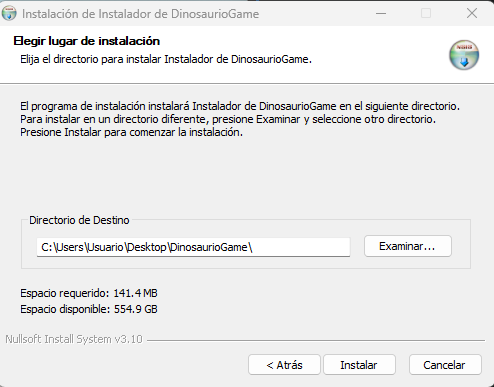 Instalación de Instalador de DinosaurioGame
Elegir lugar de instalación
Elija el directorio para instalar Instalador de DinosaurioGame.
El programa de instalación instalará Instalador de DinosaurioGame en el siguiente directorio.
Para instalar en un directorio diferente, presione Examinar y seleccione otro directorio.
Presione Instalar para comenzar la instalación.
Directorio de Destino
C:\Users\Usuario\Desktop\DinosaurioGame\
Examinar...
Espacio requerido: 141.4 MB
Espacio disponible: 554.9 GB
Nullsoft Install System v3.10
< Atrás Instalar Cancelar